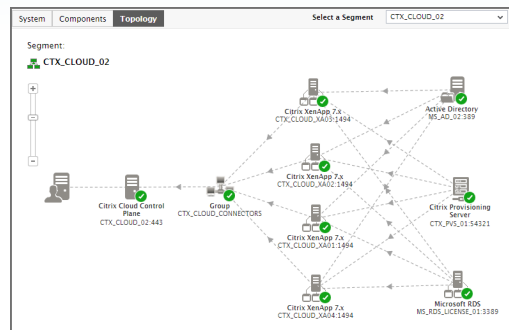 System Components Topology Select a Segment CTX_CLOUD_02
Segment:
CTX_CLOUD_02
Citrix XenApp 7.x
CTX_CLOUD_XA03:1494
Active Directory
MS_AD_02:389
Citrix XenApp 7.x
CTX_CLOUD_XA02:1494
Citrix Cloud Control
Plane
CTX_CLOUD_02:443
Group
CTX_CLOUD_CONNECTORS
Citrix Provisioning
Server
CTX_PVS_01:54321
Citrix XenApp 7.x
CTX_CLOUD_XA01:1494
Citrix XenApp 7.x
CTX_CLOUD_XA04:1494
Microsoft RDS
MS_RDS_LICENSE_01:3389